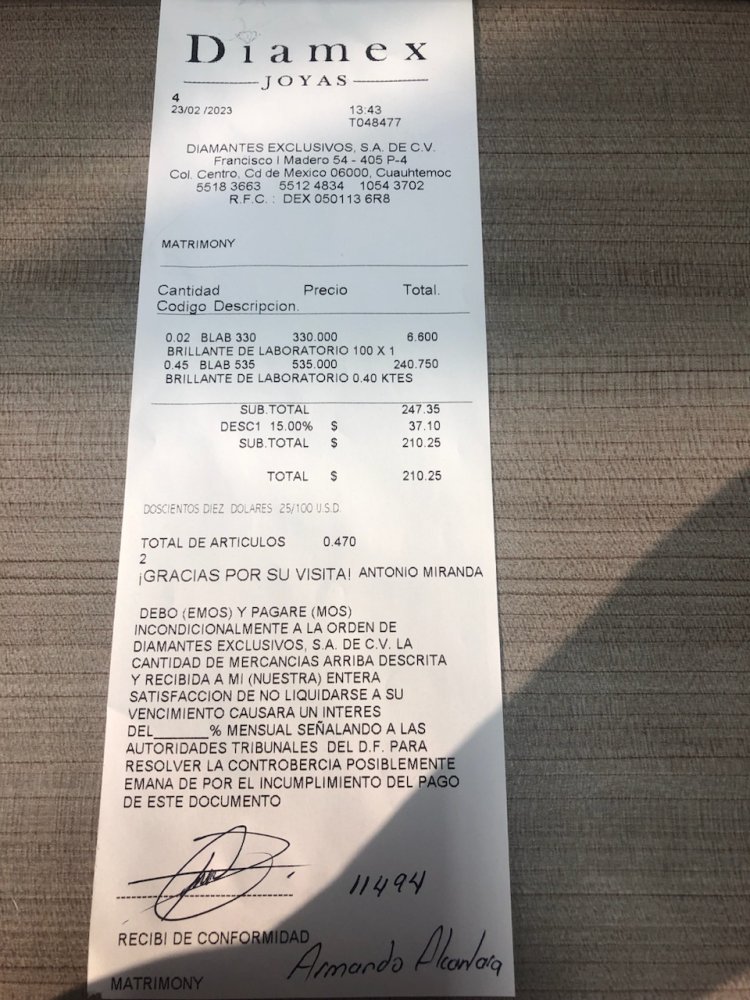 Diamex
JOYAS
4
23/02 /2023 13:43
T048477
DIAMANTES EXCLUSIVOS, S.A. DE C.V.
Francisco I Madero 54 - 405 P-4
Col. Centro, Cd de Mexico 06000, Cuauhtemoc
5518 3663 5512 4834 1054 3702
R.F.C. : DEX 050113 6R8
MATRIMONY
Cantidad Precio Total.
Codigo Descripcion.
0.02 BLAB 330 330.000 6.600
BRILLANTE DE LABORATORIO 100 X 1
0.45 BLAB 535 535.000 240.750
BRILLANTE DE LABORATORIO 0.40 KTES
SUB.TOTAL 247.35
DESC1 15.00% $ 37.10
SUB.TOTAL $ 210.25
TOTAL $ 210.25
DOSCIENTOS DIEZ DOLARES 25/100 U.S.D.
TOTAL DE ARTICULOS 0.470
2
¡GRACIAS POR SU VISITA! ANTONIO MIRANDA
DEBO (EMOS) Y PAGARE (MOS)
INCONDICIONALMENTE A LA ORDEN DE
DIAMANTES EXCLUSIVOS, S.A. DE C.V. LA
CANTIDAD DE MERCANCIAS ARRIBA DESCRITA
Y RECIBIDA A MI (NUESTRA) ENTERA
SATISFACCION DE NO LIQUIDARSE A SU
VENCIMIENTO CAUSARA UN INTERES
DEL______% MENSUAL SEÑALANDO A LAS
AUTORIDADES TRIBUNALES DEL D.F. PARA
RESOLVER LA CONTROBERCIA POSIBLEMENTE
EMANA DE POR EL INCUMPLIMIENTO DEL PAGO
DE ESTE DOCUMENTO
11494
RECIBI DE CONFORMIDAD
Armando Alcantara
MATRIMONY